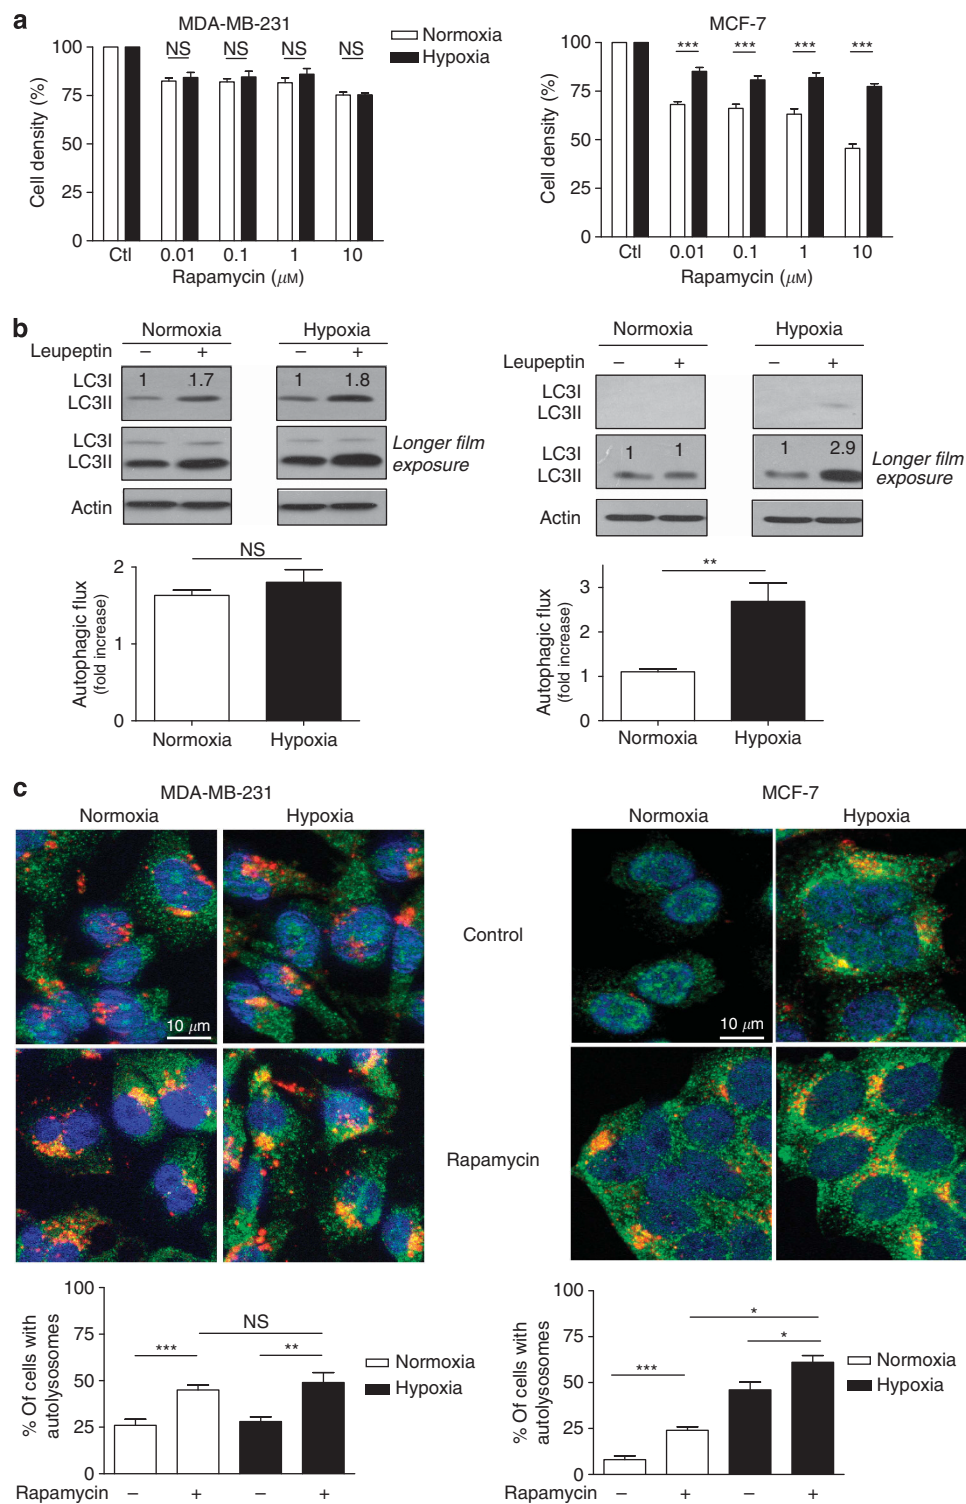 a
MDA-MB-231
MCF-7
Normoxia
Hypoxia
NS NS NS NS
*** *** *** ***
Cell density (%)
100
75
50
25
0
Ctl 0.01 0.1 1 10
Rapamycin (μM)
Cell density (%)
100
75
50
25
0
Ctl 0.01 0.1 1 10
Rapamycin (μM)
b
Normoxia Hypoxia
Leupeptin − + − +
LC3I
LC3II
1 1.7 1 1.8
LC3I
LC3II
Longer film
exposure
Actin
Normoxia Hypoxia
Leupeptin − + − +
LC3I
LC3II
LC3I
LC3II
1 1 1 2.9
Longer film
exposure
Actin
NS
Autophagic flux
(fold increase)
2
1
0
Normoxia Hypoxia
**
Autophagic flux
(fold increase)
3
2
1
0
Normoxia Hypoxia
c
MDA-MB-231
MCF-7
Normoxia Hypoxia
Normoxia Hypoxia
Control
10 μm
10 μm
Rapamycin
% Of cells with
autolysosomes
100
75
50
25
0
NS
*** **
Normoxia
Hypoxia
Rapamycin − + − +
% Of cells with
autolysosomes
100
75
50
25
0
*
*
***
Normoxia
Hypoxia
Rapamycin − + − +